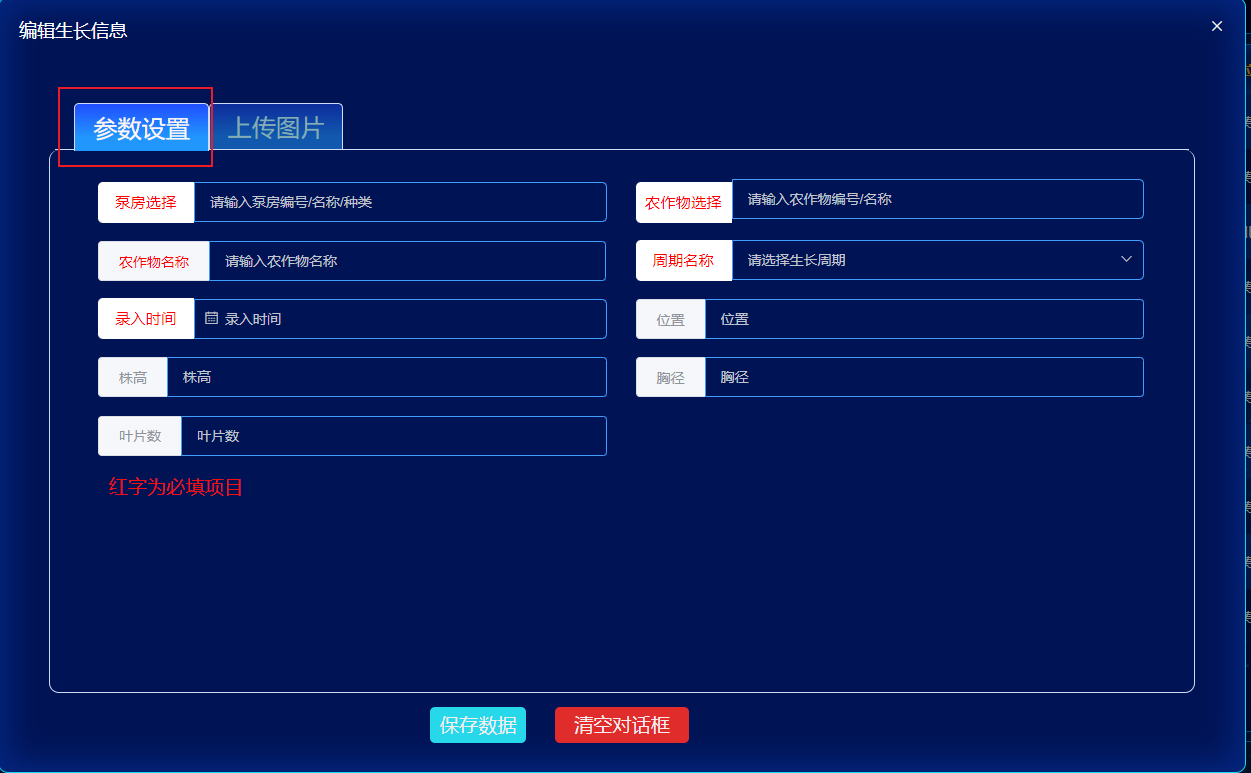 编辑生长信息
参数设置 上传图片
泵房选择 请输入泵房编号/名称/种类 农作物选择 请输入农作物编号/名称
农作物名称 请输入农作物名称 周期名称 请选择生长周期
录入时间 录入时间 位置 位置
株高 株高 胸径 胸径
叶片数 叶片数
红字为必填项目
保存数据 清空对话框